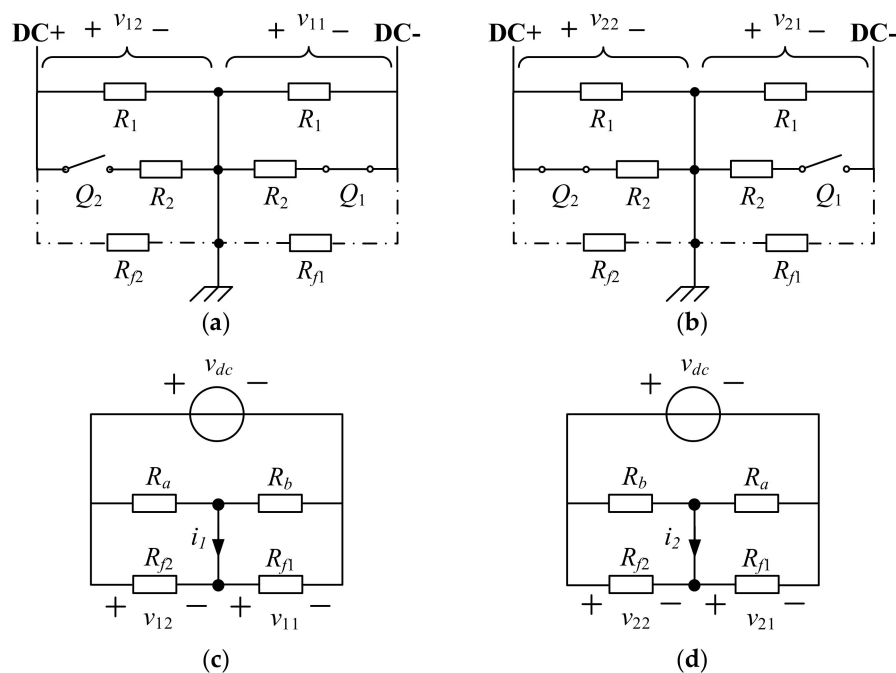 + v12 −
+ v11 −
DC+
DC-
R1
R1
Q2
R2
R2
Q1
Rf2
Rf1
(a)
+ v22 −
+ v21 −
DC+
DC-
R1
R1
Q2
R2
R2
Q1
Rf2
Rf1
(b)
vdc
+ −
Ra
Rb
i1
Rf2
Rf1
+ v12 −
+ v11 −
(c)
vdc
+ −
Rb
Ra
i2
Rf2
Rf1
+ v22 −
+ v21 −
(d)